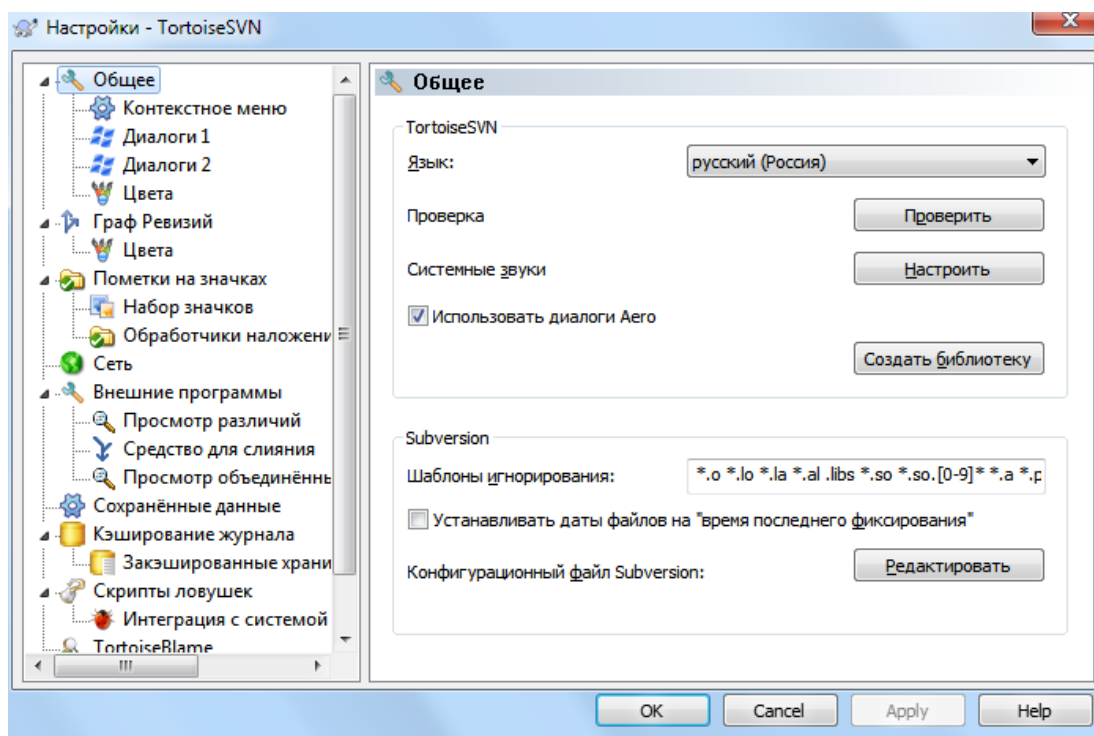 Настройки - TortoiseSVN
Общее
Контекстное меню
Диалоги 1
Диалоги 2
Цвета
Граф Ревизий
Цвета
Пометки на значках
Набор значков
Обработчики наложени
Сеть
Внешние программы
Просмотр различий
Средство для слияния
Просмотр объединённь
Сохранённые данные
Кэширование журнала
Закэшированные храни
Скрипты ловушек
Интеграция с системой
TortoiseBlame
Общее
TortoiseSVN
Язык: русский (Россия)
Проверка Проверить
Системные звуки Настроить
Использовать диалоги Aero
Создать библиотеку
Subversion
Шаблоны игнорирования: *.o *.lo *.la *.al .libs *.so *.so.[0-9]* *.a *.p
Устанавливать даты файлов на "время последнего фиксирования"
Конфигурационный файл Subversion: Редактировать
OK Cancel Apply Help